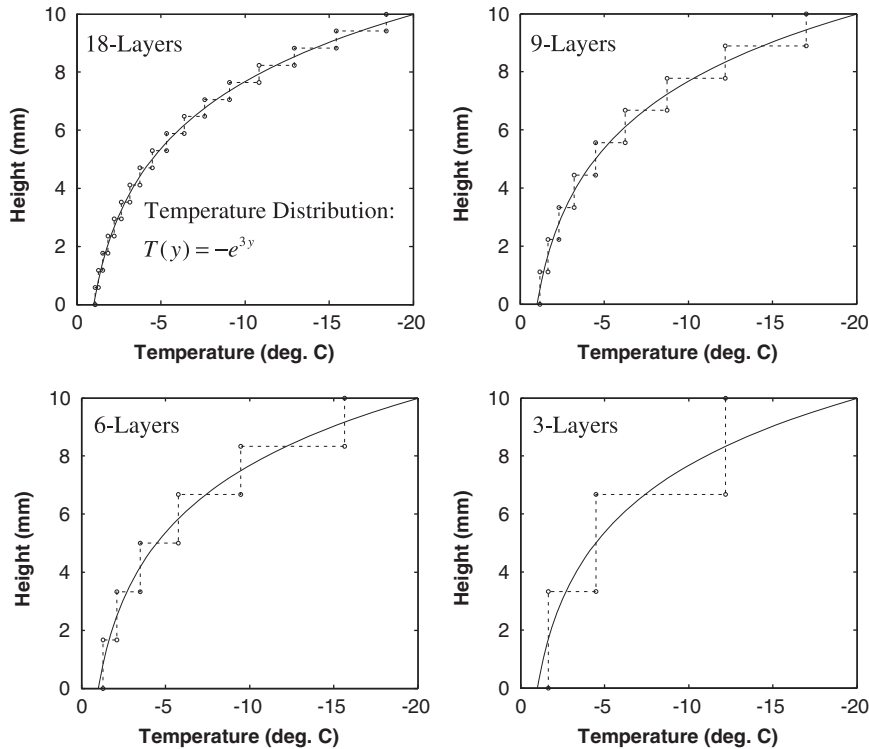 18-Layers
Temperature Distribution:
T(y) = −e^{3y}
Height (mm)
10
8
6
4
2
0
0 -5 -10 -15 -20
Temperature (deg. C)
9-Layers
Height (mm)
10
8
6
4
2
0
0 -5 -10 -15 -20
Temperature (deg. C)
6-Layers
Height (mm)
10
8
6
4
2
0
0 -5 -10 -15 -20
Temperature (deg. C)
3-Layers
Height (mm)
10
8
6
4
2
0
0 -5 -10 -15 -20
Temperature (deg. C)